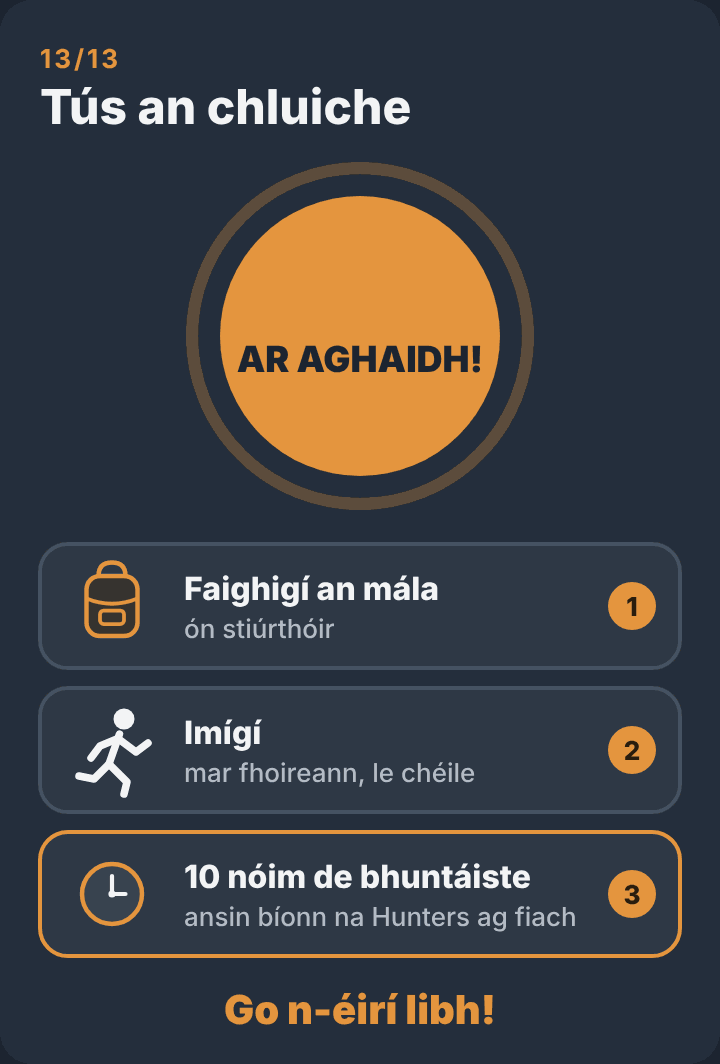 13/13
Tús an chluiche
AR AGHAIDH!
Faighigí an mála
ón stiúrthóir
1
Imígí
mar fhoireann, le chéile
2
10 nóim de bhuntáiste
ansin bíonn na Hunters ag fiach
3
Go n-éirí libh!